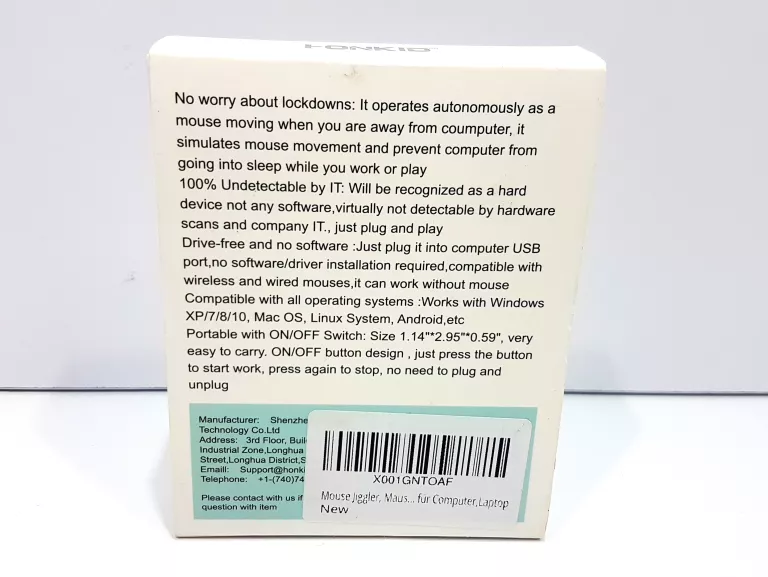 HONKID
No worry about lockdowns: It operates autonomously as a
mouse moving when you are away from coumputer, it
simulates mouse movement and prevent computer from
going into sleep while you work or play
100% Undetectable by IT: Will be recognized as a hard
device not any software,virtually not detectable by hardware
scans and company IT., just plug and play
Drive-free and no software :Just plug it into computer USB
port,no software/driver installation required,compatible with
wireless and wired mouses,it can work without mouse
Compatible with all operating systems :Works with Windows
XP/7/8/10, Mac OS, Linux System, Android,etc
Portable with ON/OFF Switch: Size 1.14"*2.95"*0.59", very
easy to carry. ON/OFF button design , just press the button
to start work, press again to stop, no need to plug and
unplug
Manufacturer: Shenzhe
Technology Co.Ltd
Address: 3rd Floor, Buil
Industrial Zone,Longhua
Street,Longhua District,S
Emaill: Support@honki
Telephone: +1-(740)74
Please contact with us if
question with item
X001GNTOAF
Mouse Jiggler, Maus... für Computer,Laptop
New